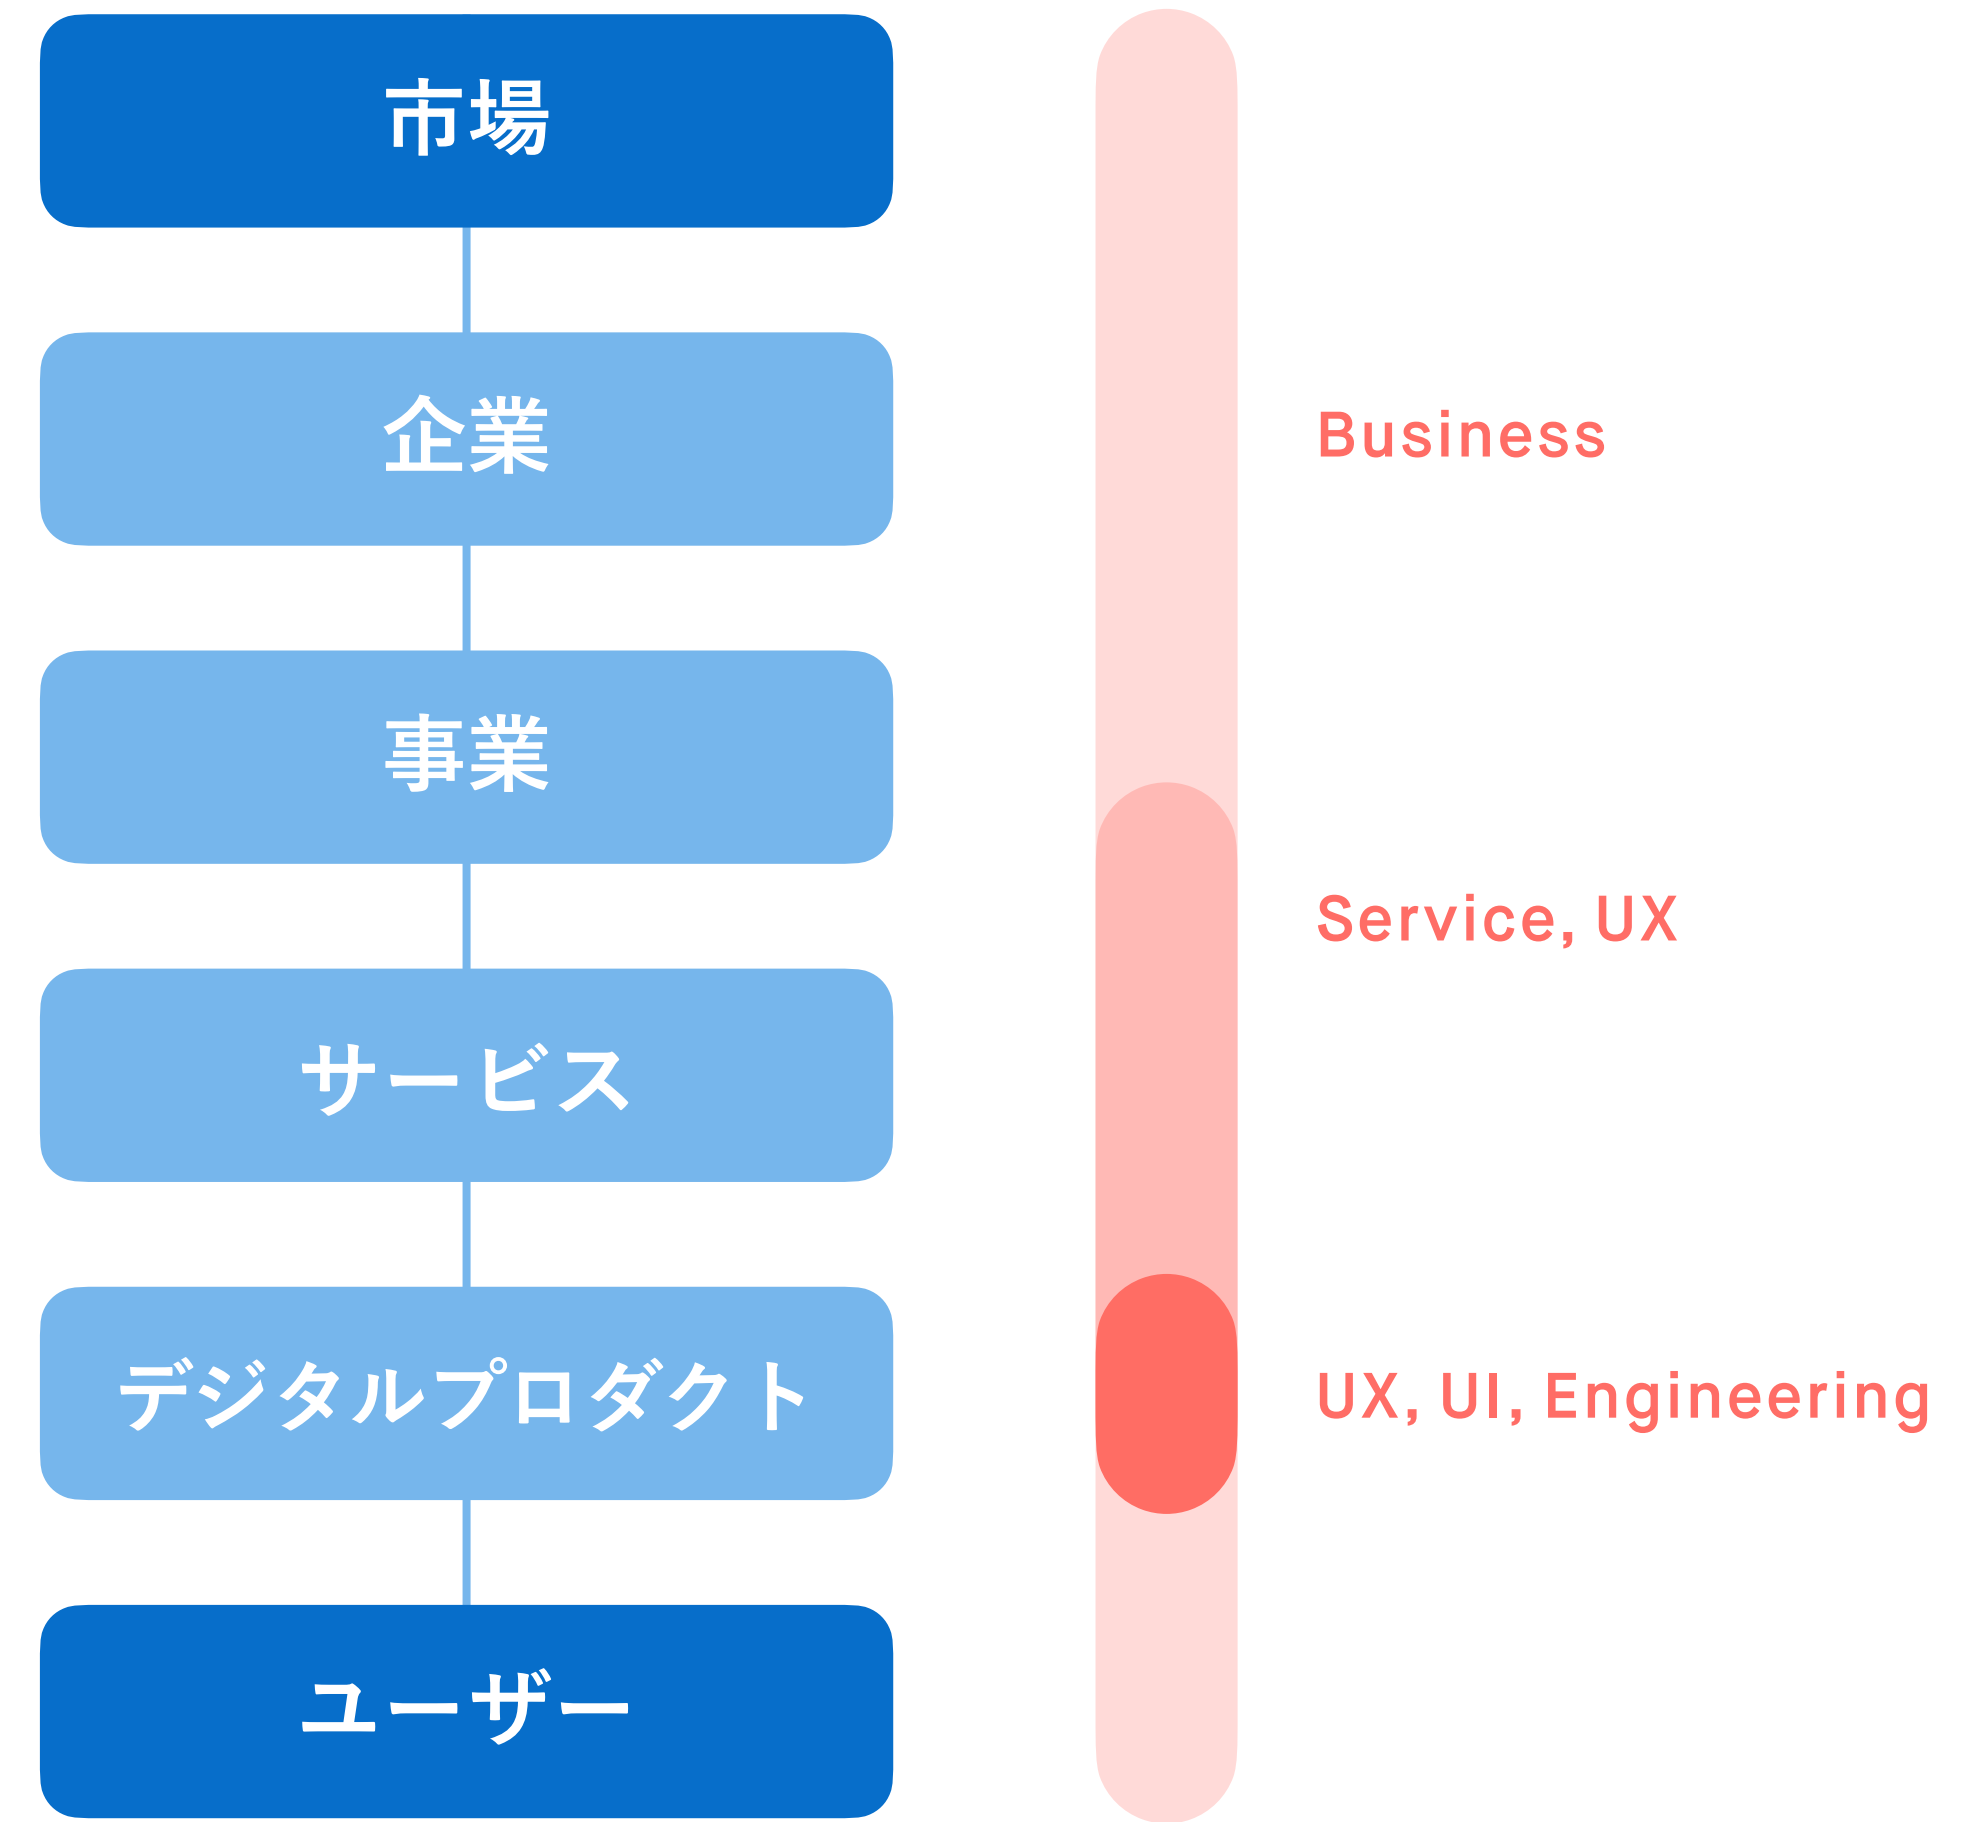 市場
企業
Business
事業
Service, UX
サービス
デジタルプロダクト
UX, UI, Engineering
ユーザー